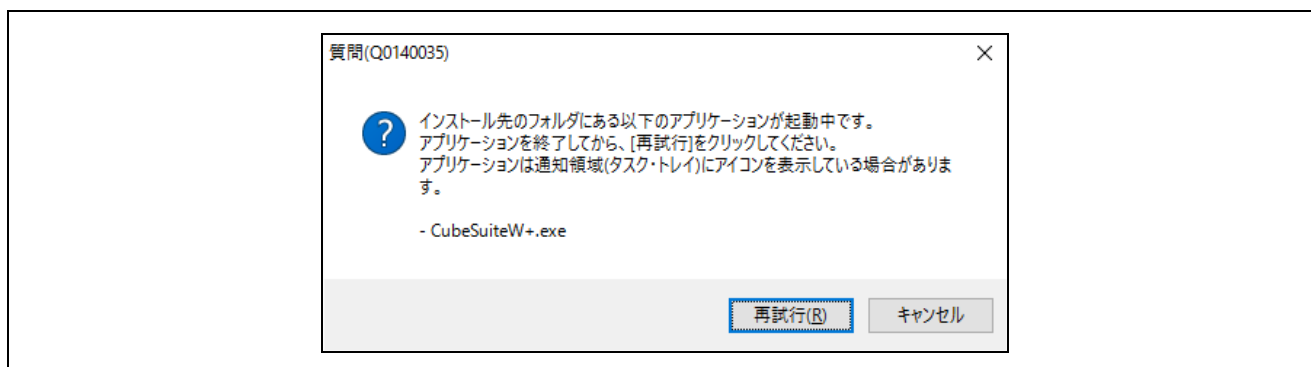 質問(Q0140035)
インストール先のフォルダにある以下のアプリケーションが起動中です。
アプリケーションを終了してから、[再試行]をクリックしてください。
アプリケーションは通知領域(タスク・トレイ)にアイコンを表示している場合がありま
す。
- CubeSuiteW+.exe
再試行(R)
キャンセル